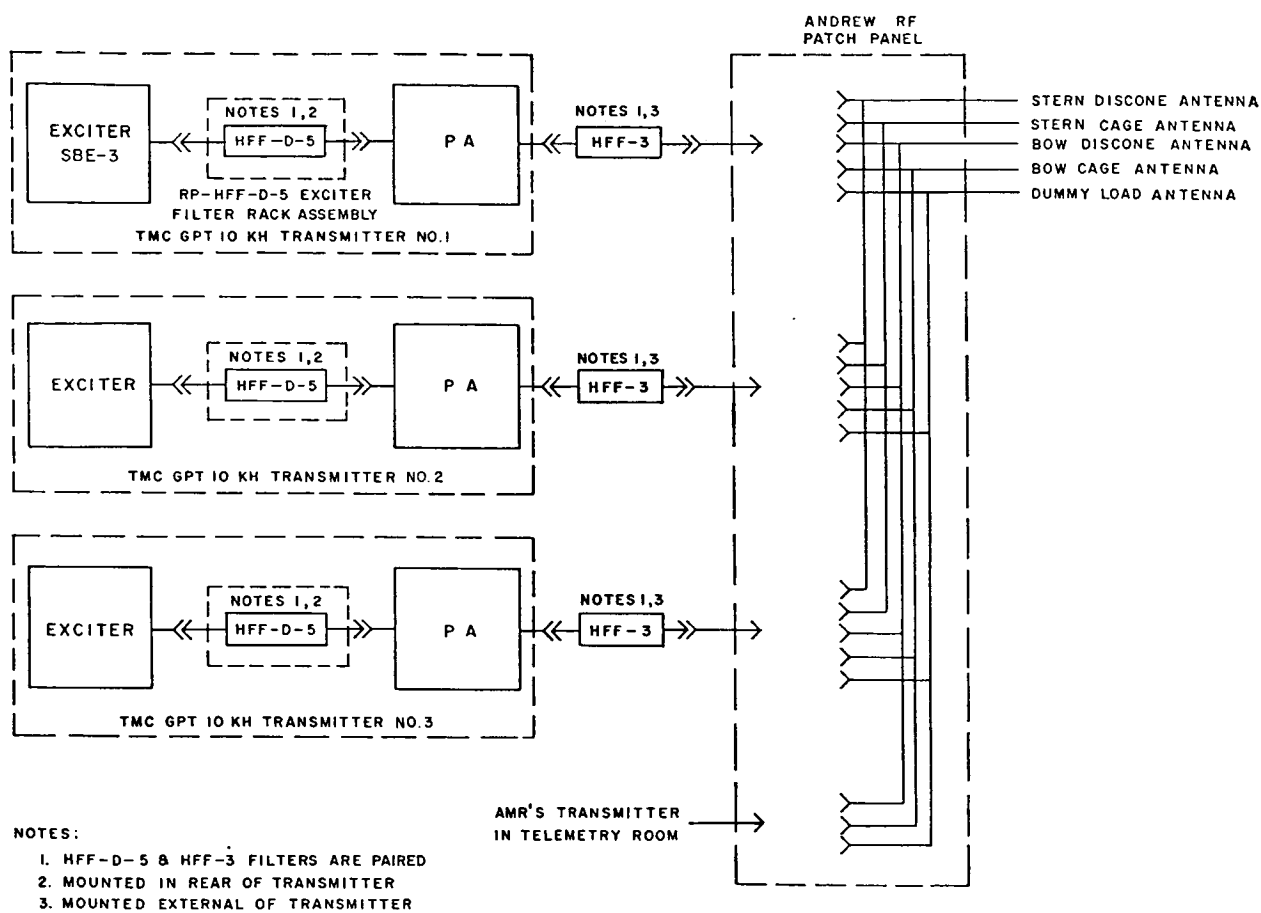 ANDREW RF
PATCH PANEL
EXCITER
SBE-3
NOTES 1,2
HFF-D-5
RP-HFF-D-5 EXCITER
FILTER RACK ASSEMBLY
PA
TMC GPT 10 KH TRANSMITTER NO.1
NOTES 1,3
HFF-3
STERN DISCONE ANTENNA
STERN CAGE ANTENNA
BOW DISCONE ANTENNA
BOW CAGE ANTENNA
DUMMY LOAD ANTENNA
EXCITER
NOTES 1,2
HFF-D-5
PA
TMC GPT 10 KH TRANSMITTER NO.2
NOTES 1,3
HFF-3
EXCITER
NOTES 1,2
HFF-D-5
PA
TMC GPT 10 KH TRANSMITTER NO.3
NOTES 1,3
HFF-3
AMR'S TRANSMITTER
IN TELEMETRY ROOM
NOTES:
1. HFF-D-5 & HFF-3 FILTERS ARE PAIRED
2. MOUNTED IN REAR OF TRANSMITTER
3. MOUNTED EXTERNAL OF TRANSMITTER